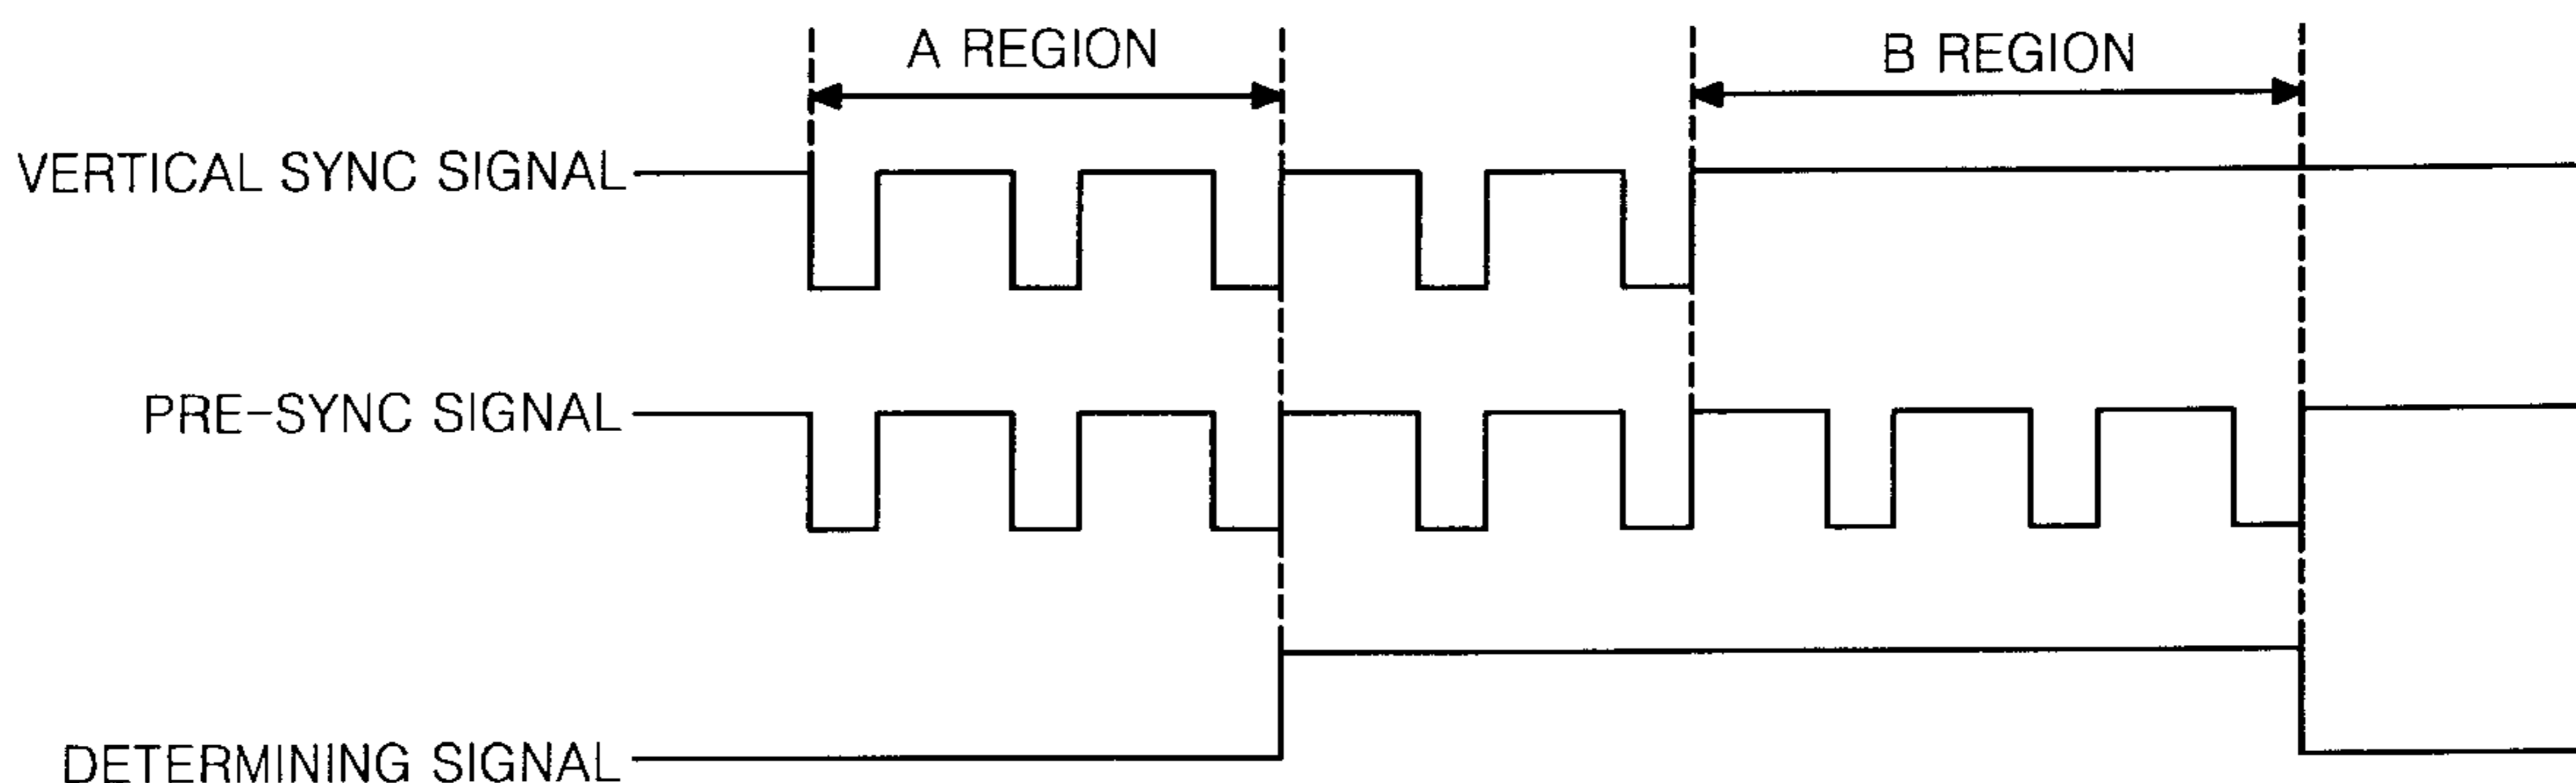 A REGION
B REGION
VERTICAL SYNC SIGNAL
PRE-SYNC SIGNAL
DETERMINING SIGNAL